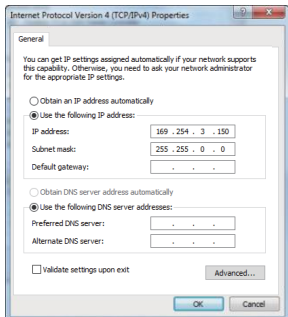 Internet Protocol Version 4 (TCP/IPv4) Properties
General
You can get IP settings assigned automatically if your network supports
this capability. Otherwise, you need to ask your network administrator
for the appropriate IP settings.
Obtain an IP address automatically
Use the following IP address:
IP address: 169 . 254 . 3 . 150
Subnet mask: 255 . 255 . 0 . 0
Default gateway: . . .
Obtain DNS server address automatically
Use the following DNS server addresses:
Preferred DNS server: . . .
Alternate DNS server: . . .
Validate settings upon exit
Advanced...
OK Cancel